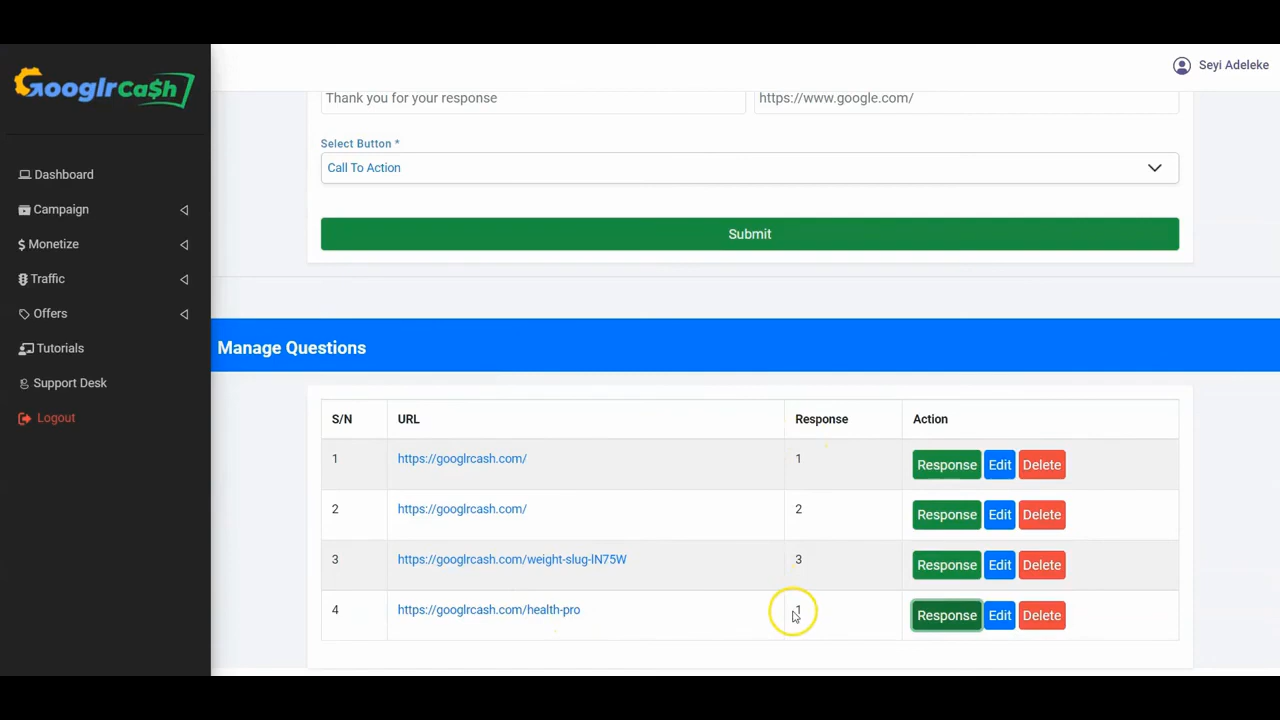 GooglrCa$h
Seyi Adeleke
Dashboard
Campaign
Monetize
Traffic
Offers
Tutorials
Support Desk
Logout
Thank you for your response
https://www.google.com/
Select Button *
Call To Action
Submit
Manage Questions
S/N URL Response Action
1 https://googlrcash.com/ 1 Response Edit Delete
2 https://googlrcash.com/ 2 Response Edit Delete
3 https://googlrcash.com/weight-slug-lN75W 3 Response Edit Delete
4 https://googlrcash.com/health-pro 1 Response Edit Delete